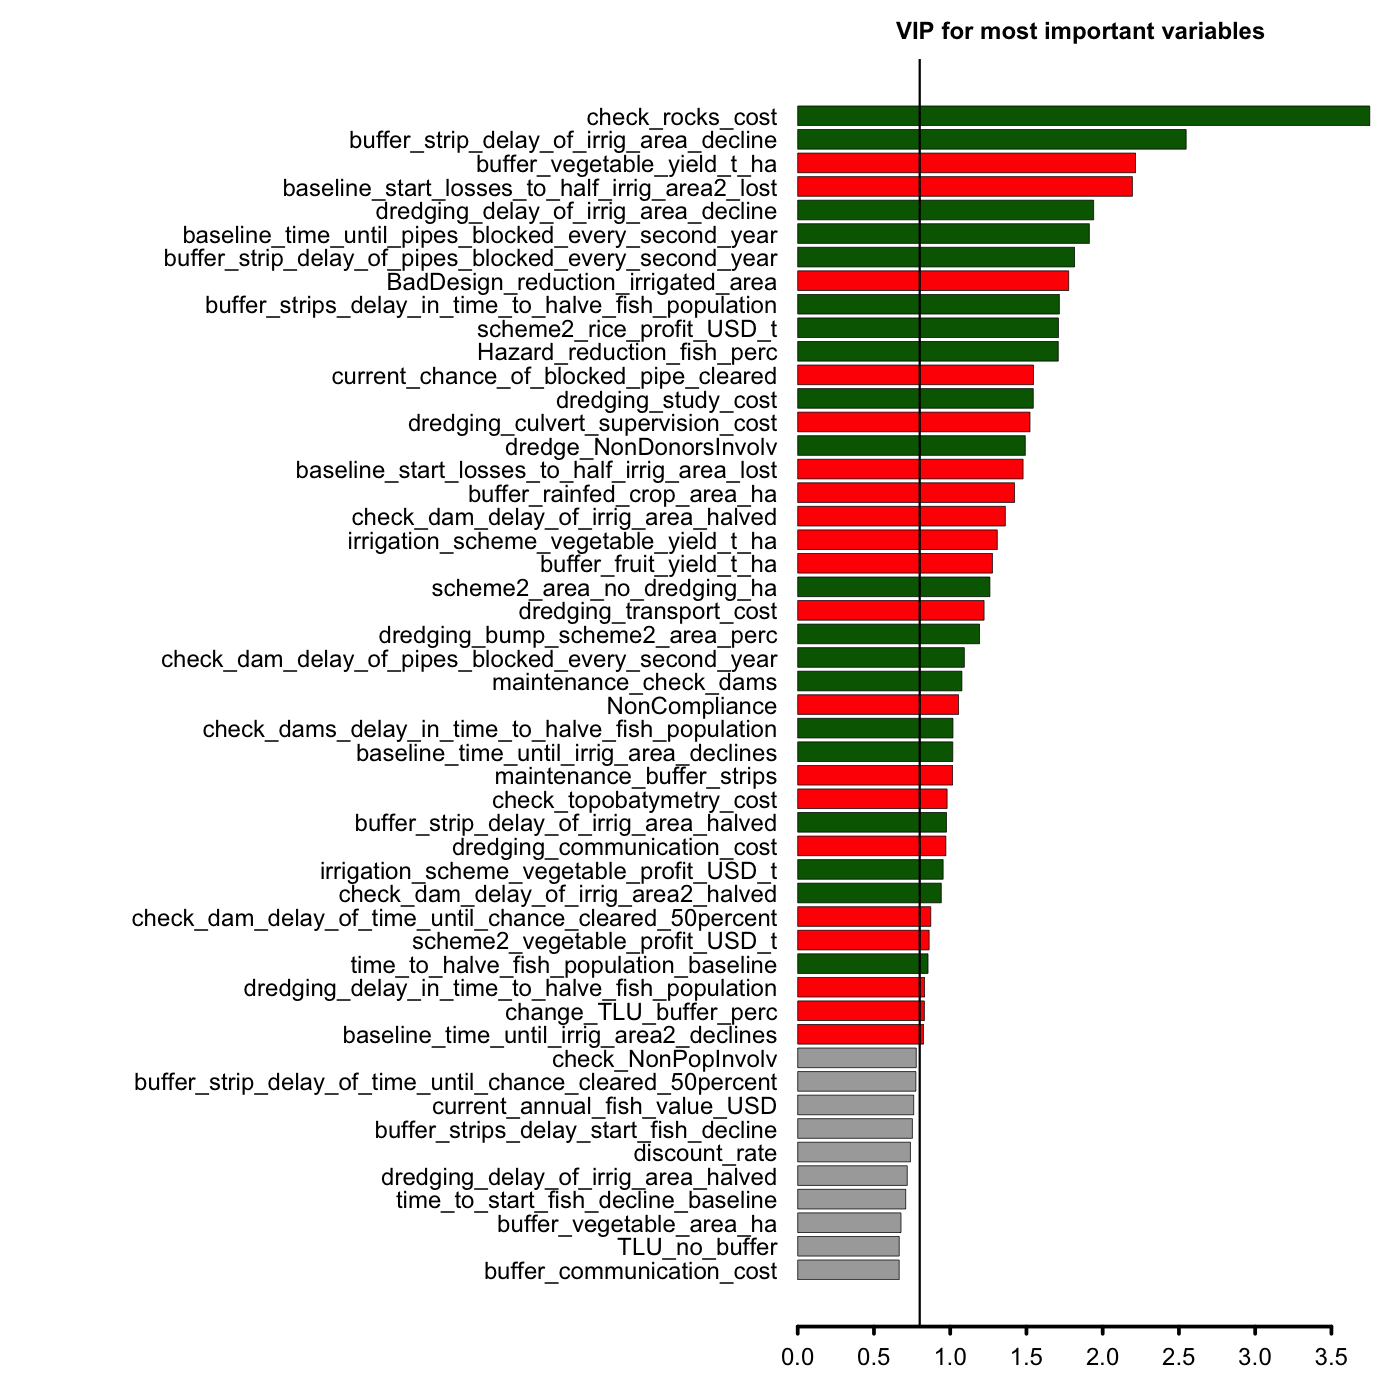 VIP for most important variables
check_rocks_cost
buffer_strip_delay_of_irrig_area_decline
buffer_vegetable_yield_t_ha
baseline_start_losses_to_half_irrig_area2_lost
dredging_delay_of_irrig_area_decline
baseline_time_until_pipes_blocked_every_second_year
buffer_strip_delay_of_pipes_blocked_every_second_year
BadDesign_reduction_irrigated_area
buffer_strips_delay_in_time_to_halve_fish_population
scheme2_rice_profit_USD_t
Hazard_reduction_fish_perc
current_chance_of_blocked_pipe_cleared
dredging_study_cost
dredging_culvert_supervision_cost
dredge_NonDonorsInvolv
baseline_start_losses_to_half_irrig_area_lost
buffer_rainfed_crop_area_ha
check_dam_delay_of_irrig_area_halved
irrigation_scheme_vegetable_yield_t_ha
buffer_fruit_yield_t_ha
scheme2_area_no_dredging_ha
dredging_transport_cost
dredging_bump_scheme2_area_perc
check_dam_delay_of_pipes_blocked_every_second_year
maintenance_check_dams
NonCompliance
check_dams_delay_in_time_to_halve_fish_population
baseline_time_until_irrig_area_declines
maintenance_buffer_strips
check_topobatymetry_cost
buffer_strip_delay_of_irrig_area_halved
dredging_communication_cost
irrigation_scheme_vegetable_profit_USD_t
check_dam_delay_of_irrig_area2_halved
check_dam_delay_of_time_until_chance_cleared_50percent
scheme2_vegetable_profit_USD_t
time_to_halve_fish_population_baseline
dredging_delay_in_time_to_halve_fish_population
change_TLU_buffer_perc
baseline_time_until_irrig_area2_declines
check_NonPopInvolv
buffer_strip_delay_of_time_until_chance_cleared_50percent
current_annual_fish_value_USD
buffer_strips_delay_start_fish_decline
discount_rate
dredging_delay_of_irrig_area_halved
time_to_start_fish_decline_baseline
buffer_vegetable_area_ha
TLU_no_buffer
buffer_communication_cost
0.0 0.5 1.0 1.5 2.0 2.5 3.0 3.5